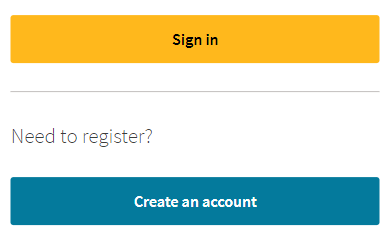 Sign in
Need to register?
Create an account